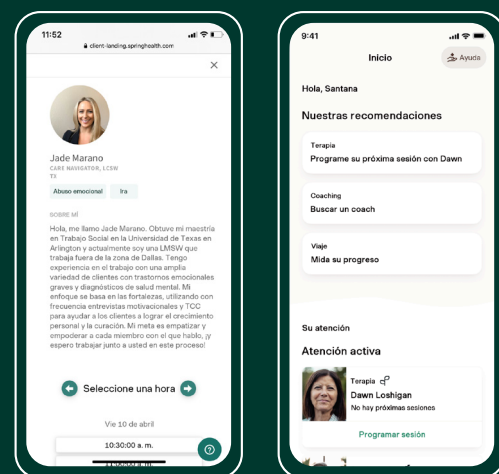 11:52
client-landing.springhealth.com
Jade Marano
CARE NAVIGATOR, LCSW
TX
Abuso emocional
Ira
SOBRE MÍ
Hola, me llamo Jade Marano. Obtuve mi maestría
en Trabajo Social en la Universidad de Texas en
Arlington y actualmente soy una LMSW que
trabaja fuera de la zona de Dallas. Tengo
experiencia en el trabajo con una amplia
variedad de clientes con trastornos emocionales
graves y diagnósticos de salud mental. Mi
enfoque se basa en las fortalezas, utilizando con
frecuencia entrevistas motivacionales y TCC
para ayudar a los clientes a lograr el crecimiento
personal y la curación. Mi meta es empatizar y
empoderar a cada miembro con el que hablo, ¡y
espero trabajar junto a usted en este proceso!
Seleccione una hora
Vie 10 de abril
10:30:00 a. m.
9:41
Inicio
Ayuda
Hola, Santana
Nuestras recomendaciones
Terapia
Programe su próxima sesión con Dawn
Coaching
Buscar un coach
Viaje
Mida su progreso
Su atención
Atención activa
Terapia
Dawn Loshigan
No hay próximas sesiones
Programar sesión